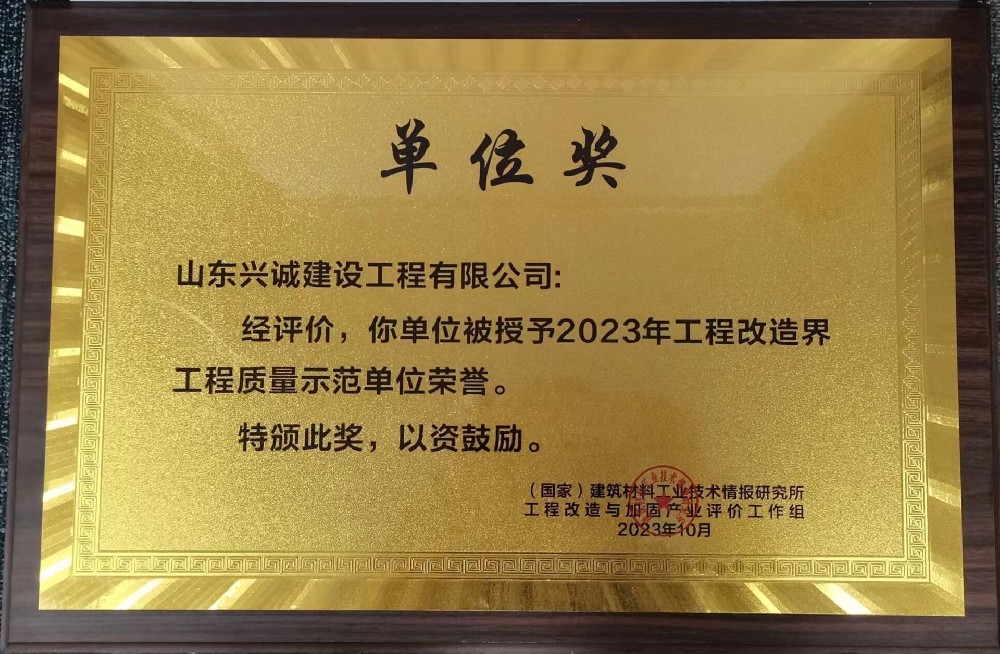 单位奖
山东兴诚建设工程有限公司:
经评价，你单位被授予2023年工程改造界
工程质量示范单位荣誉。
特颁此奖，以资鼓励。
（国家）建筑材料工业技术情报研究所
工程改造与加固产业评价工作组
2023年10月